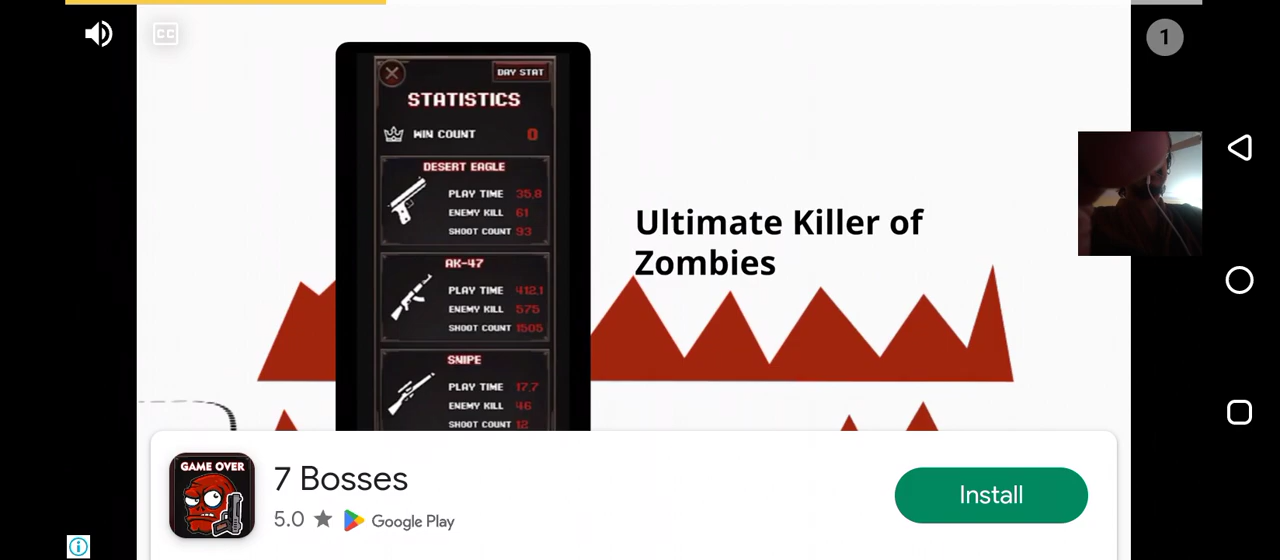 CC
1
DAY STAT
STATISTICS
WIN COUNT 0
DESERT EAGLE
PLAY TIME 35,8
ENEMY KILL 61
SHOOT COUNT 93
AK-47
PLAY TIME 412,1
ENEMY KILL 575
SHOOT COUNT 1505
SNIPE
PLAY TIME 17,7
ENEMY KILL 46
SHOOT COUNT 12
Ultimate Killer of
Zombies
GAME OVER
7 Bosses
5.0 ★ Google Play
Install